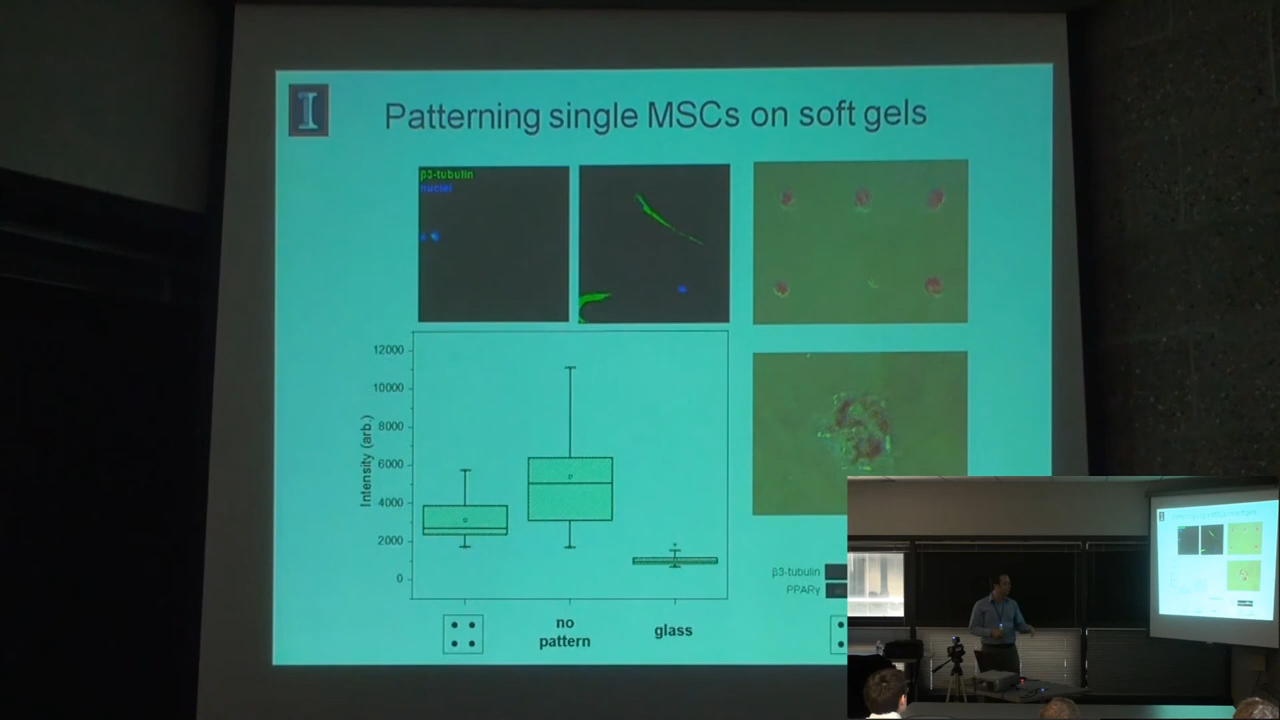 I
Patterning single MSCs on soft gels
β3-tubulin
nuclei
12000
10000
8000
6000
4000
2000
0
Intensity (arb.)
no
pattern
glass
β3-tubulin
PPARγ